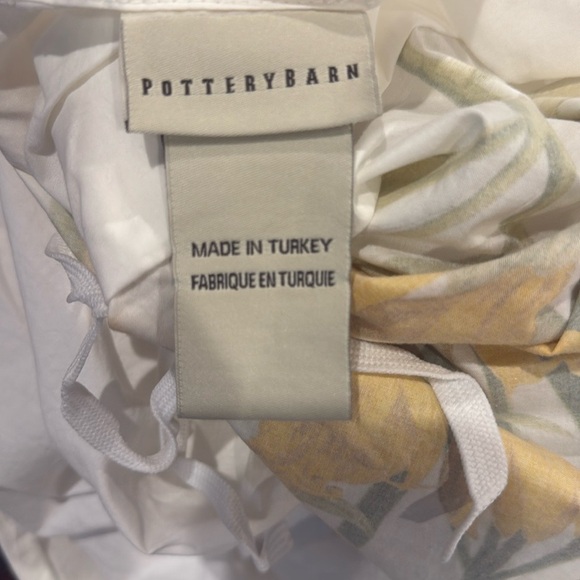 POTTERYBARN
MADE IN TURKEY
FABRIQUE EN TURQUIE